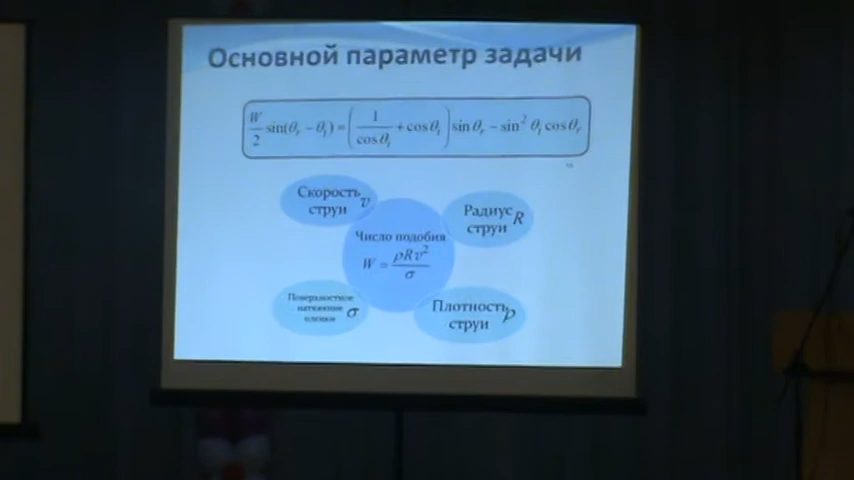 Основной параметр задачи
W/2 sin(θr − θi) = (1/cosθi + cosθi) sinθr − sin² θi cosθr
Скорость
струи v
Радиус
струи R
Число подобия
W = ρRv²/σ
Поверхностное
натяжение
пленки σ
Плотность
струи ρ